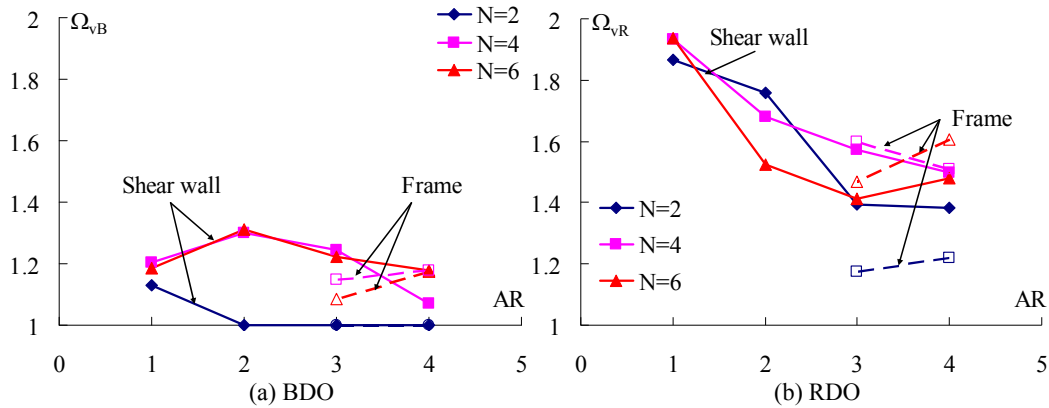 Ω_vB
2
1.8
1.6
1.4
1.2
1
0
1
2
3
4
5
AR
N=2
N=4
N=6
Shear wall
Frame
(a) BDO
Ω_vR
2
1.8
1.6
1.4
1.2
1
0
1
2
3
4
5
AR
Shear wall
Frame
N=2
N=4
N=6
(b) RDO